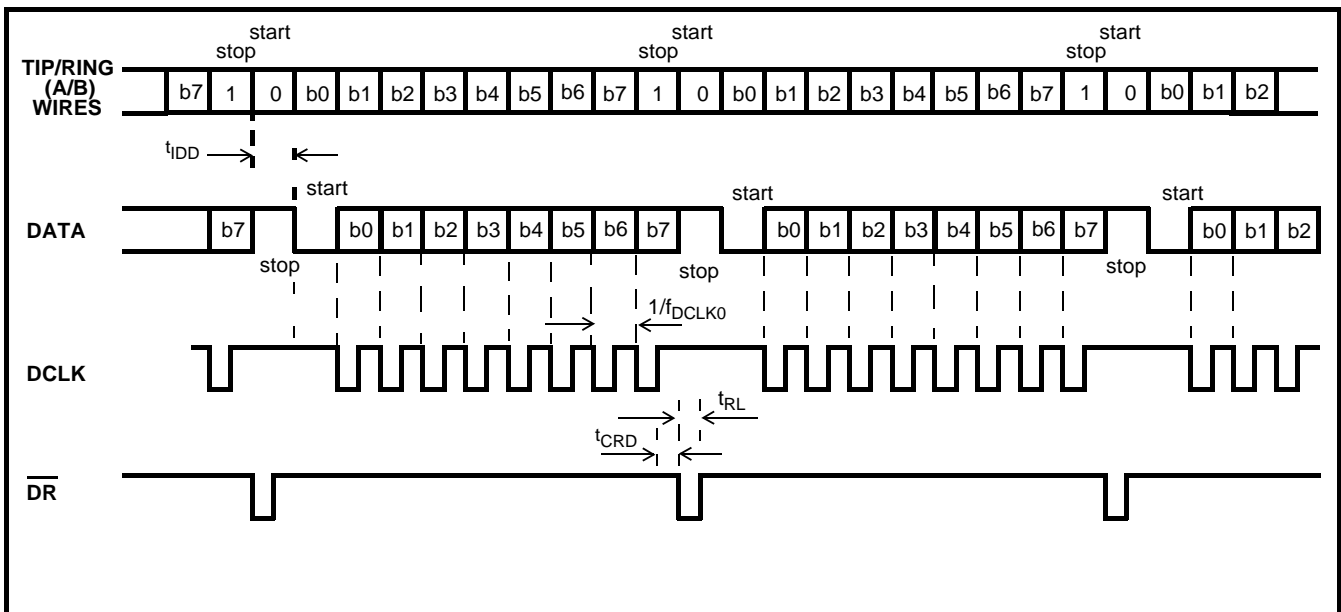 start start start
stop stop stop
TIP/RING
(A/B)
WIRES
b7 1 0 b0 b1 b2 b3 b4 b5 b6 b7 1 0 b0 b1 b2 b3 b4 b5 b6 b7 1 0 b0 b1 b2
tIDD
start start start
DATA
b7 b0 b1 b2 b3 b4 b5 b6 b7 b0 b1 b2 b3 b4 b5 b6 b7 b0 b1 b2
stop stop stop
1/fDCLK0
DCLK
tRL
tCRD
DR